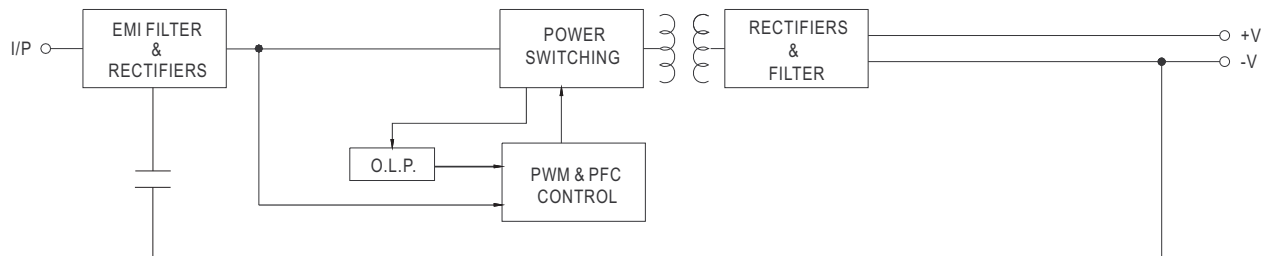 I/P
EMI FILTER
&
RECTIFIERS
POWER
SWITCHING
RECTIFIERS
&
FILTER
+V
-V
O.L.P.
PWM & PFC
CONTROL